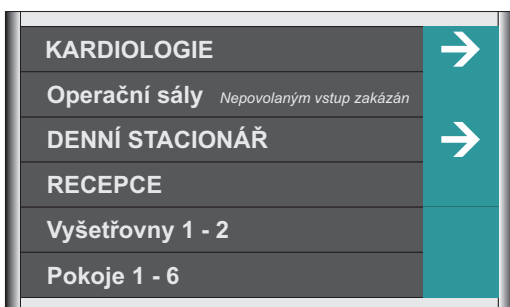 KARDIOLOGIE →
Operační sály Nepovolaným vstup zakázán
DENNÍ STACIONÁŘ →
RECEPCE
Vyšetřovny 1 - 2
Pokoje 1 - 6